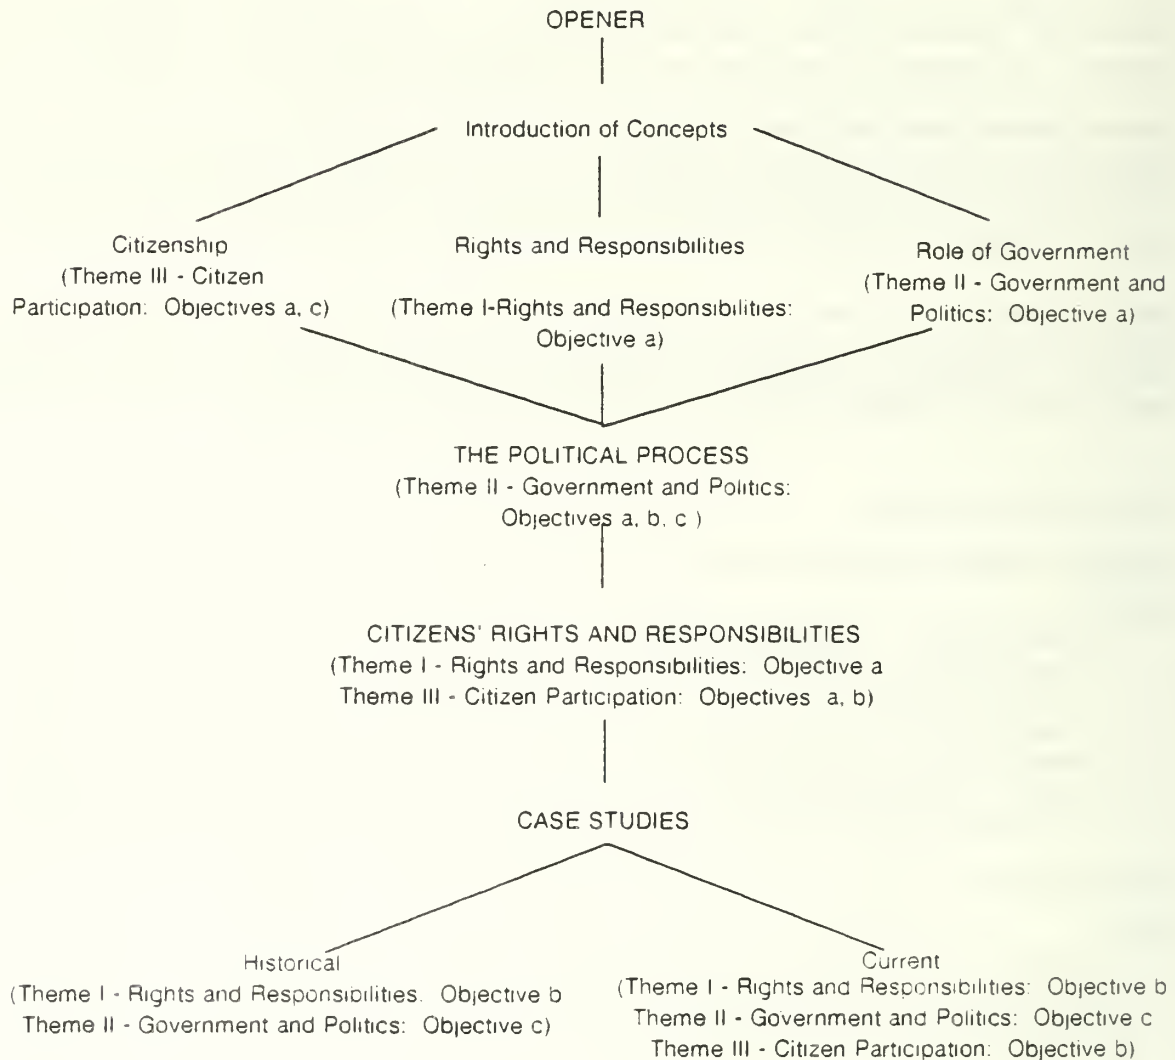 OPENER
Introduction of Concepts
Citizenship
(Theme III - Citizen
Participation: Objectives a, c)
Rights and Responsibilities
(Theme I-Rights and Responsibilities:
Objective a)
Role of Government
(Theme II - Government and
Politics: Objective a)
THE POLITICAL PROCESS
(Theme II - Government and Politics:
Objectives a, b, c )
CITIZENS' RIGHTS AND RESPONSIBILITIES
(Theme I - Rights and Responsibilities: Objective a
Theme III - Citizen Participation: Objectives a, b)
CASE STUDIES
Historical
(Theme I - Rights and Responsibilities. Objective b
Theme II - Government and Politics: Objective c)
Current
(Theme I - Rights and Responsibilities: Objective b
Theme II - Government and Politics: Objective c
Theme III - Citizen Participation: Objective b)